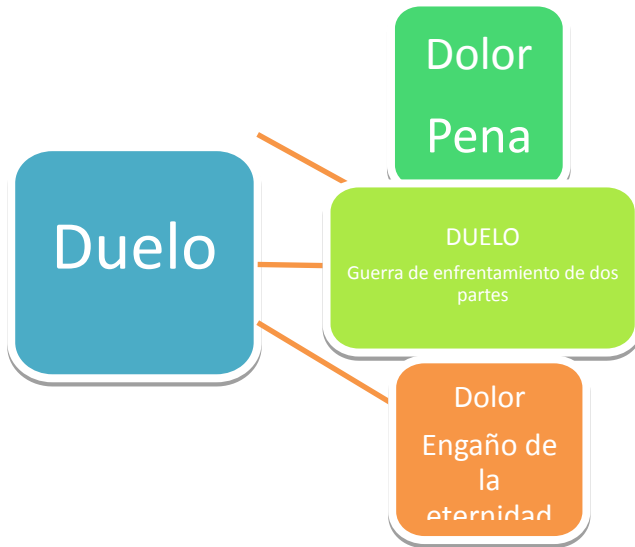 Duelo
Dolor
Pena
DUELO
Guerra de enfrentamiento de dos
partes
Dolor
Engaño de
la
eternidad